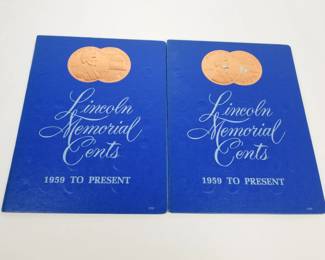 Lincoln
Memorial
Cents
1959 TO PRESENT
Lincoln
Memorial
Cents
1959 TO PRESENT